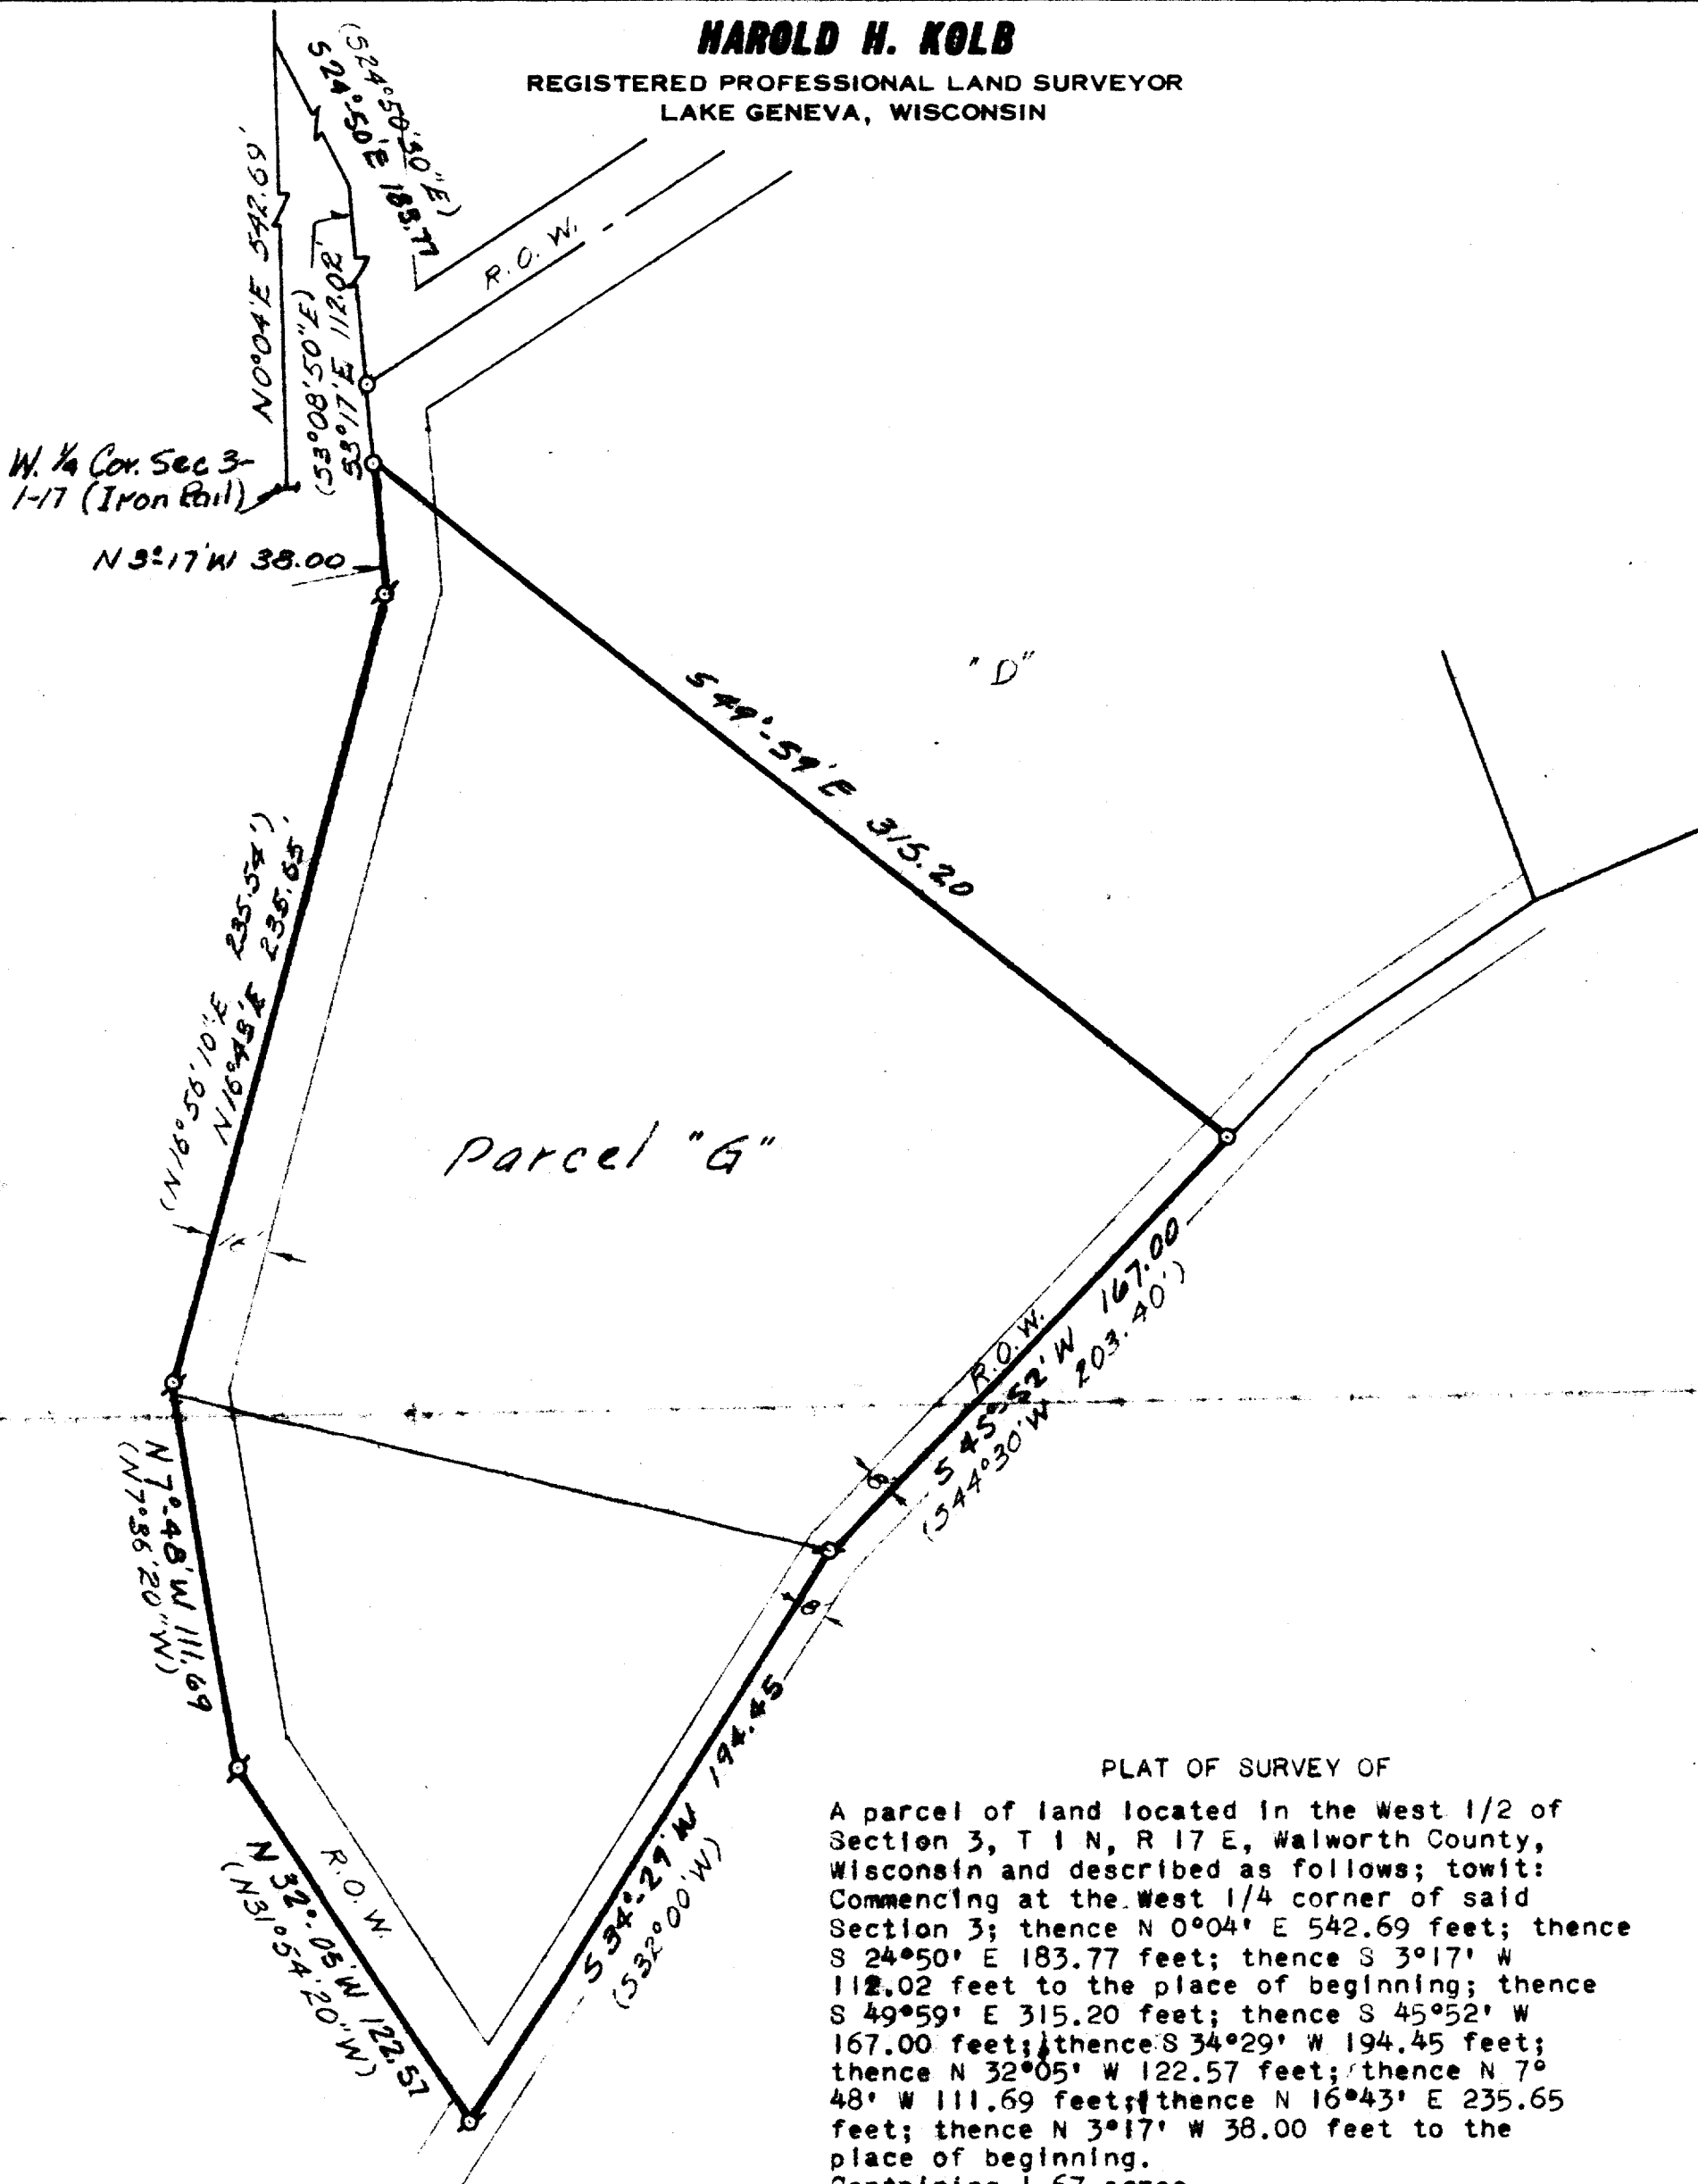 HAROLD H. KOLB
REGISTERED PROFESSIONAL LAND SURVEYOR
LAKE GENEVA, WISCONSIN
(S24°50'30"E)
S 24°-50'E 183.77
N0°04'E 542.69'
R.O.W.
(S3°08'50"E)
S3°17'E 112.02'
W. 1/4 Cor. Sec 3-
1-17 (Iron Rail)
N 3°17'W 38.00
"D"
S 49°-59'E 315.20
(N16°56'10"E 235.54')
N16°43'E 235.65'
Parcel "G"
R.O.W.
S 45°52'W 167.00
(S44°30'W 203.40')
N 7°-48'W 111.69
(N7°36'20"W)
8
S 34°-29'W 194.45
(S32°00'W)
R.O.W.
N 32°-05'W 122.57
(N31°54'20"W)
PLAT OF SURVEY OF
A parcel of land located in the West 1/2 of
Section 3, T 1 N, R 17 E, Walworth County,
Wisconsin and described as follows; towit:
Commencing at the West 1/4 corner of said
Section 3; thence N 0°04' E 542.69 feet; thence
S 24°50' E 183.77 feet; thence S 3°17' W
112.02 feet to the place of beginning; thence
S 49°59' E 315.20 feet; thence S 45°52' W
167.00 feet; thence S 34°29' W 194.45 feet;
thence N 32°05' W 122.57 feet; thence N 7°
48' W 111.69 feet; thence N 16°43' E 235.65
feet; thence N 3°17' W 38.00 feet to the
place of beginning.
Containing 1.67 acres